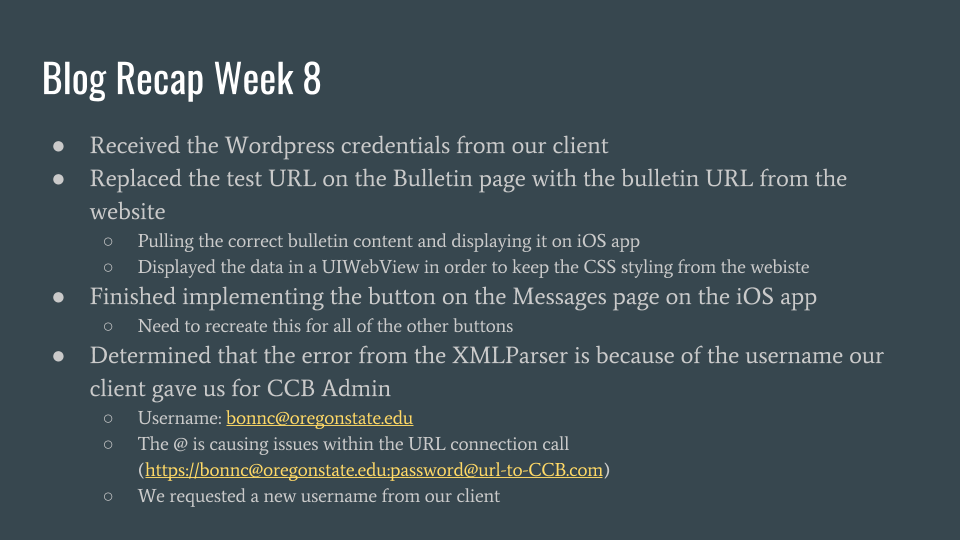 Blog Recap Week 8
● Received the Wordpress credentials from our client
● Replaced the test URL on the Bulletin page with the bulletin URL from the
website
○ Pulling the correct bulletin content and displaying it on iOS app
○ Displayed the data in a UIWebView in order to keep the CSS styling from the webiste
● Finished implementing the button on the Messages page on the iOS app
○ Need to recreate this for all of the other buttons
● Determined that the error from the XMLParser is because of the username our
client gave us for CCB Admin
○ Username: bonnc@oregonstate.edu
○ The @ is causing issues within the URL connection call
(https://bonnc@oregonstate.edu:password@url-to-CCB.com)
○ We requested a new username from our client